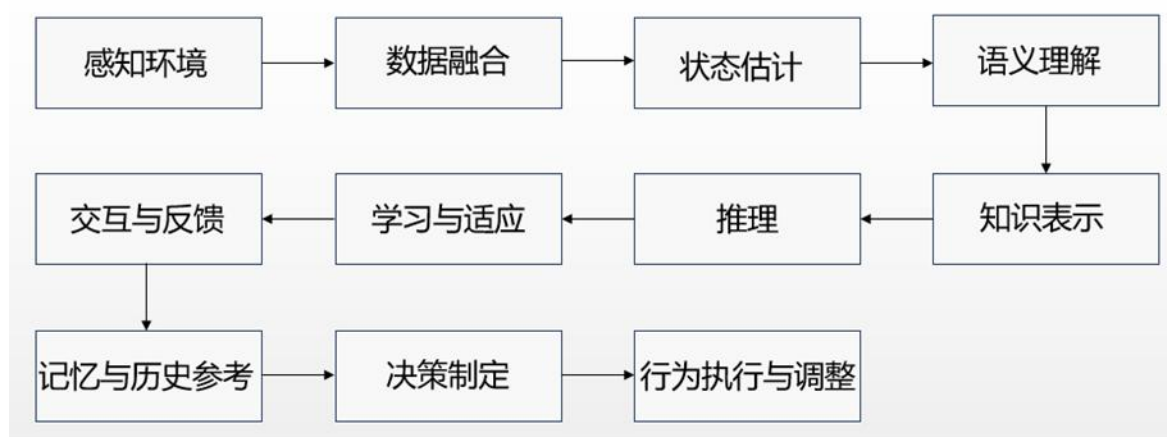 感知环境
数据融合
状态估计
语义理解
交互与反馈
学习与适应
推理
知识表示
记忆与历史参考
决策制定
行为执行与调整